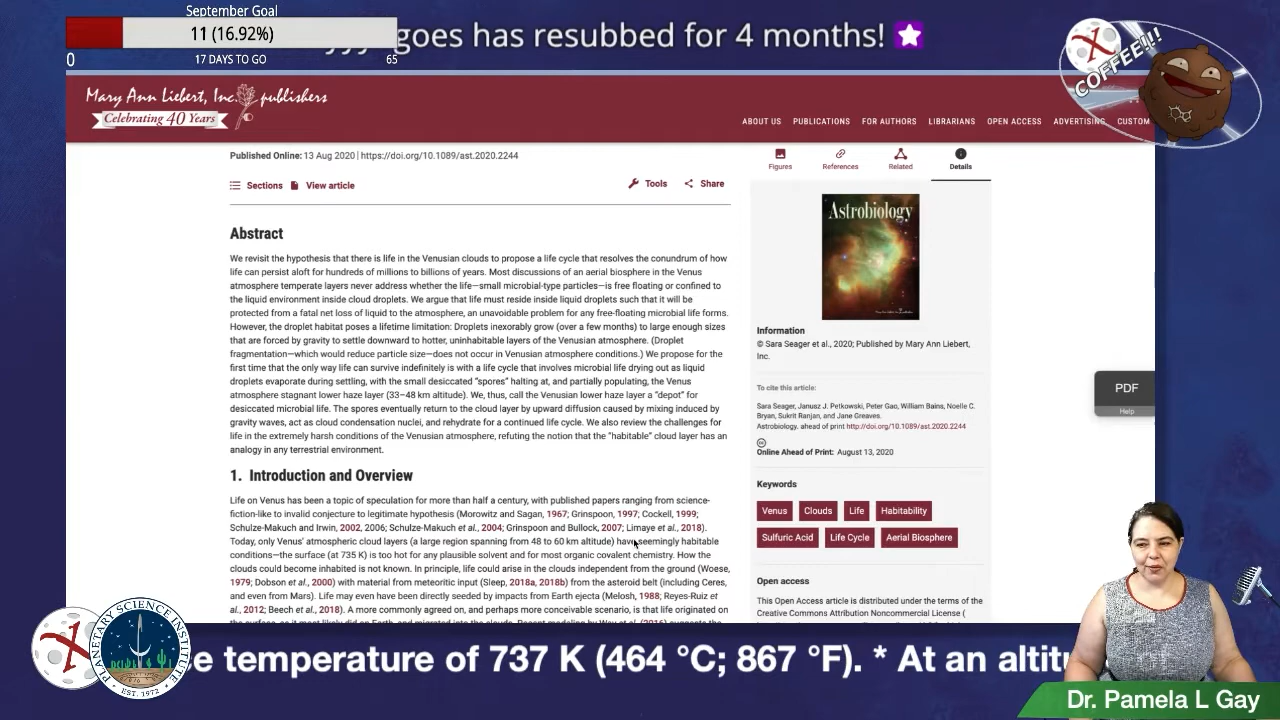 September Goal
11 (16.92%)
0
17 DAYS TO GO
65
goes has resubbed for 4 months!
COFFEE!!!
Mary Ann Liebert, Inc. publishers
Celebrating 40 Years
ABOUT US PUBLICATIONS FOR AUTHORS LIBRARIANS OPEN ACCESS ADVERTISING CUSTOM
Published Online: 13 Aug 2020 | https://doi.org/10.1089/ast.2020.2244
Sections View article Tools Share
Figures References Related Details
Abstract
We revisit the hypothesis that there is life in the Venusian clouds to propose a life cycle that resolves the conundrum of how
life can persist aloft for hundreds of millions to billions of years. Most discussions of an aerial biosphere in the Venus
atmosphere temperate layers never address whether the life—small microbial-type particles—is free floating or confined to
the liquid environment inside cloud droplets. We argue that life must reside inside liquid droplets such that it will be
protected from a fatal net loss of liquid to the atmosphere, an unavoidable problem for any free-floating microbial life forms.
However, the droplet habitat poses a lifetime limitation: Droplets inexorably grow (over a few months) to large enough sizes
that are forced by gravity to settle downward to hotter, uninhabitable layers of the Venusian atmosphere. (Droplet
fragmentation—which would reduce particle size—does not occur in Venusian atmosphere conditions.) We propose for the
first time that the only way life can survive indefinitely is with a life cycle that involves microbial life drying out as liquid
droplets evaporate during settling, with the small desiccated "spores" halting at, and partially populating, the Venus
atmosphere stagnant lower haze layer (33–48 km altitude). We, thus, call the Venusian lower haze layer a "depot" for
desiccated microbial life. The spores eventually return to the cloud layer by upward diffusion caused by mixing induced by
gravity waves, act as cloud condensation nuclei, and rehydrate for a continued life cycle. We also review the challenges for
life in the extremely harsh conditions of the Venusian atmosphere, refuting the notion that the "habitable" cloud layer has an
analogy in any terrestrial environment.
1. Introduction and Overview
Life on Venus has been a topic of speculation for more than half a century, with published papers ranging from science-
fiction-like to invalid conjecture to legitimate hypothesis (Morowitz and Sagan, 1967; Grinspoon, 1997; Cockell, 1999;
Schulze-Makuch and Irwin, 2002, 2006; Schulze-Makuch et al., 2004; Grinspoon and Bullock, 2007; Limaye et al., 2018).
Today, only Venus' atmospheric cloud layers (a large region spanning from 48 to 60 km altitude) have seemingly habitable
conditions—the surface (at 735 K) is too hot for any plausible solvent and for most organic covalent chemistry. How the
clouds could become inhabited is not known. In principle, life could arise in the clouds independent from the ground (Woese,
1979; Dobson et al., 2000) with material from meteoritic input (Sleep, 2018a, 2018b) from the asteroid belt (including Ceres,
and even from Mars). Life may even have been directly seeded by impacts from Earth ejecta (Melosh, 1988; Reyes-Ruiz et
al., 2012; Beech et al., 2018). A more commonly agreed on, and perhaps more conceivable scenario, is that life originated on
Astrobiology
Information
© Sara Seager et al., 2020; Published by Mary Ann Liebert,
Inc.
To cite this article:
Sara Seager, Janusz J. Petkowski, Peter Gao, William Bains, Noelle C.
Bryan, Sukrit Ranjan, and Jane Greaves.
Astrobiology. ahead of print http://doi.org/10.1089/ast.2020.2244
Online Ahead of Print: August 13, 2020
Keywords
Venus Clouds Life Habitability
Sulfuric Acid Life Cycle Aerial Biosphere
Open access
This Open Access article is distributed under the terms of the
Creative Commons Attribution Noncommercial License (
PDF
Help
PLANETARY SCIENCE INSTITUTE
EST. 1972
e temperature of 737 K (464 °C; 867 °F). * At an altit
Dr. Pamela L Gay